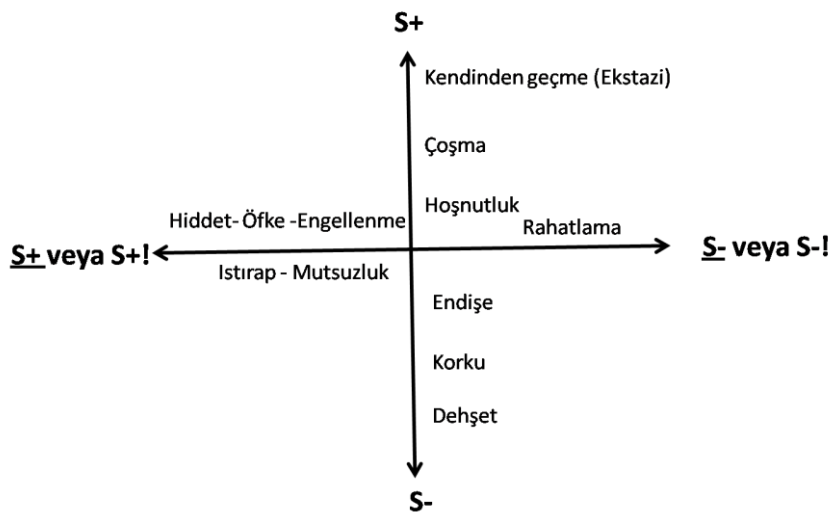 S+
Kendinden geçme (Ekstazi)
Çoşma
Hoşnutluk
Hiddet- Öfke -Engellenme
Rahatlama
S+ veya S+!
S- veya S-!
Istırap - Mutsuzluk
Endişe
Korku
Dehşet
S-